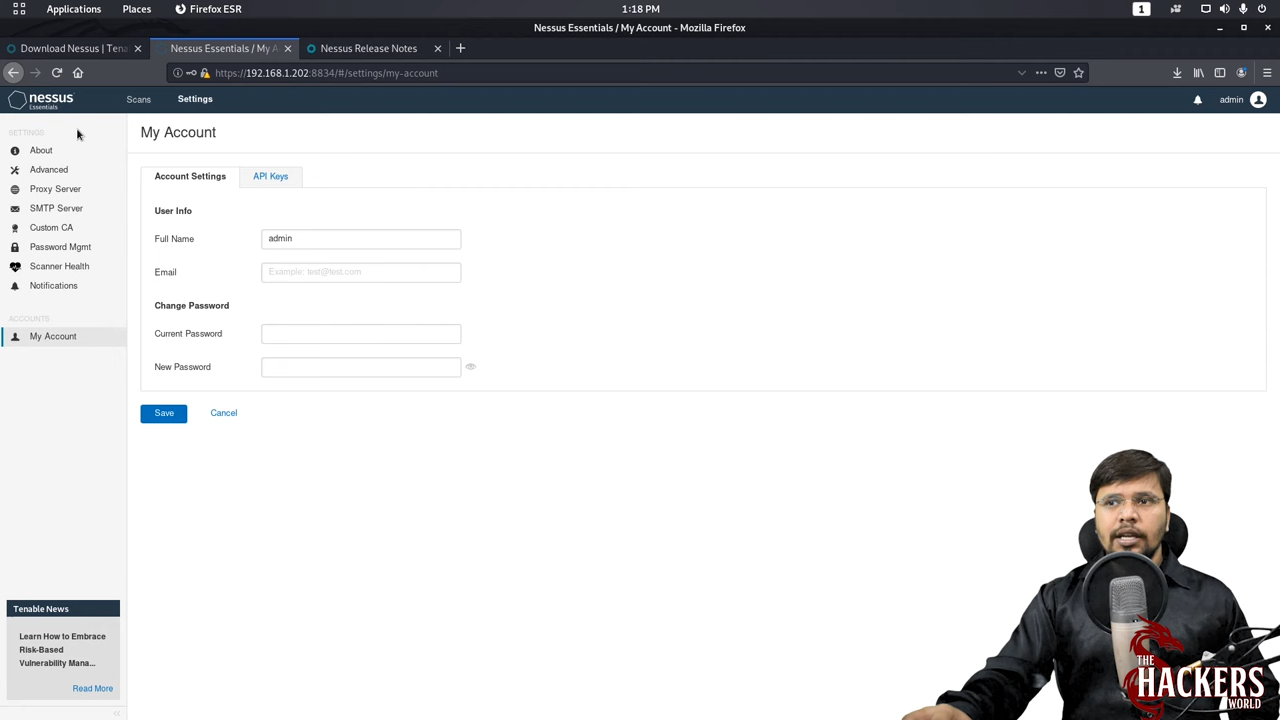 Applications Places Firefox ESR 1:18 PM 1
Nessus Essentials / My Account - Mozilla Firefox
Download Nessus | Tena Nessus Essentials / My A Nessus Release Notes
https://192.168.1.202:8834/#/settings/my-account
nessus Essentials Scans Settings admin
SETTINGS
About
Advanced
Proxy Server
SMTP Server
Custom CA
Password Mgmt
Scanner Health
Notifications
ACCOUNTS
My Account
My Account
Account Settings API Keys
User Info
Full Name admin
Email Example: test@test.com
Change Password
Current Password
New Password
Save Cancel
Tenable News
Learn How to Embrace
Risk-Based
Vulnerability Mana...
Read More
THE
HACKERS
WORLD